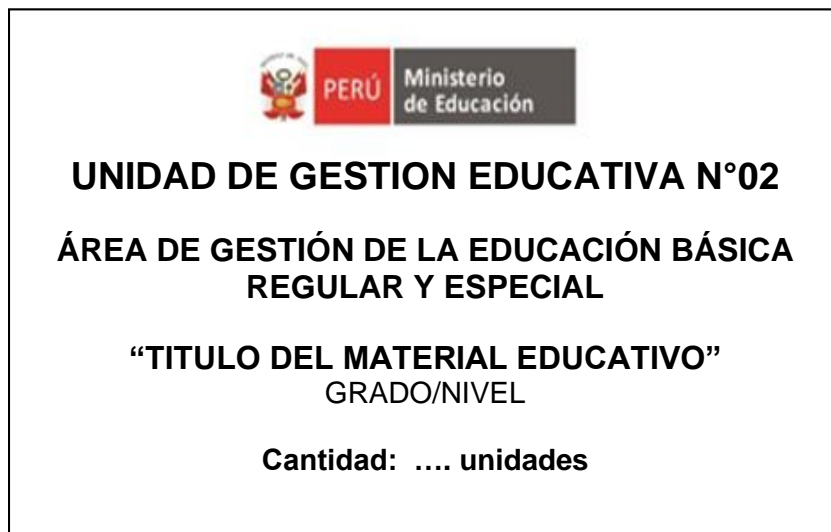 PERÚ
Ministerio
de Educación
UNIDAD DE GESTION EDUCATIVA N°02
ÁREA DE GESTIÓN DE LA EDUCACIÓN BÁSICA
REGULAR Y ESPECIAL
“TITULO DEL MATERIAL EDUCATIVO”
GRADO/NIVEL
Cantidad: …. unidades